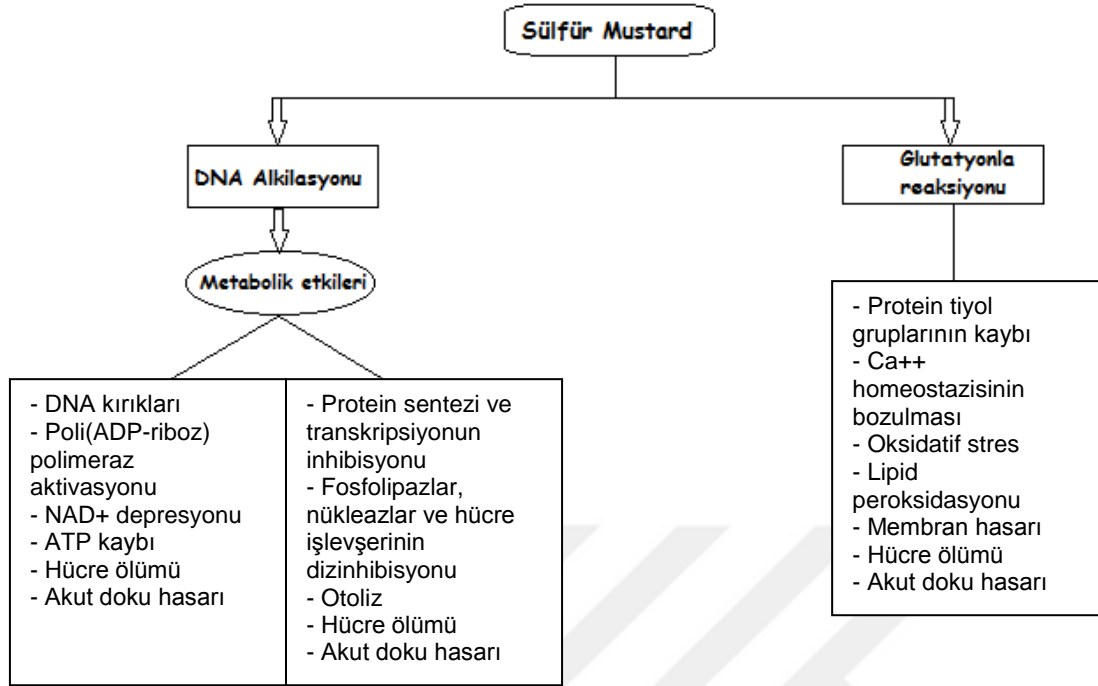 Sülfür Mustard
DNA Alkilasyonu
Metabolik etkileri
- DNA kırıkları
- Poli(ADP-riboz)
polimeraz
aktivasyonu
- NAD+ depresyonu
- ATP kaybı
- Hücre ölümü
- Akut doku hasarı
- Protein sentezi ve
transkripsiyonun
inhibisyonu
- Fosfolipazlar,
nükleazlar ve hücre
işlevşerinin
dizinhibisyonu
- Otoliz
- Hücre ölümü
- Akut doku hasarı
Glutatyonla
reaksiyonu
- Protein tiyol
gruplarının kaybı
- Ca++
homeostazisinin
bozulması
- Oksidatif stres
- Lipid
peroksidasyonu
- Membran hasarı
- Hücre ölümü
- Akut doku hasarı